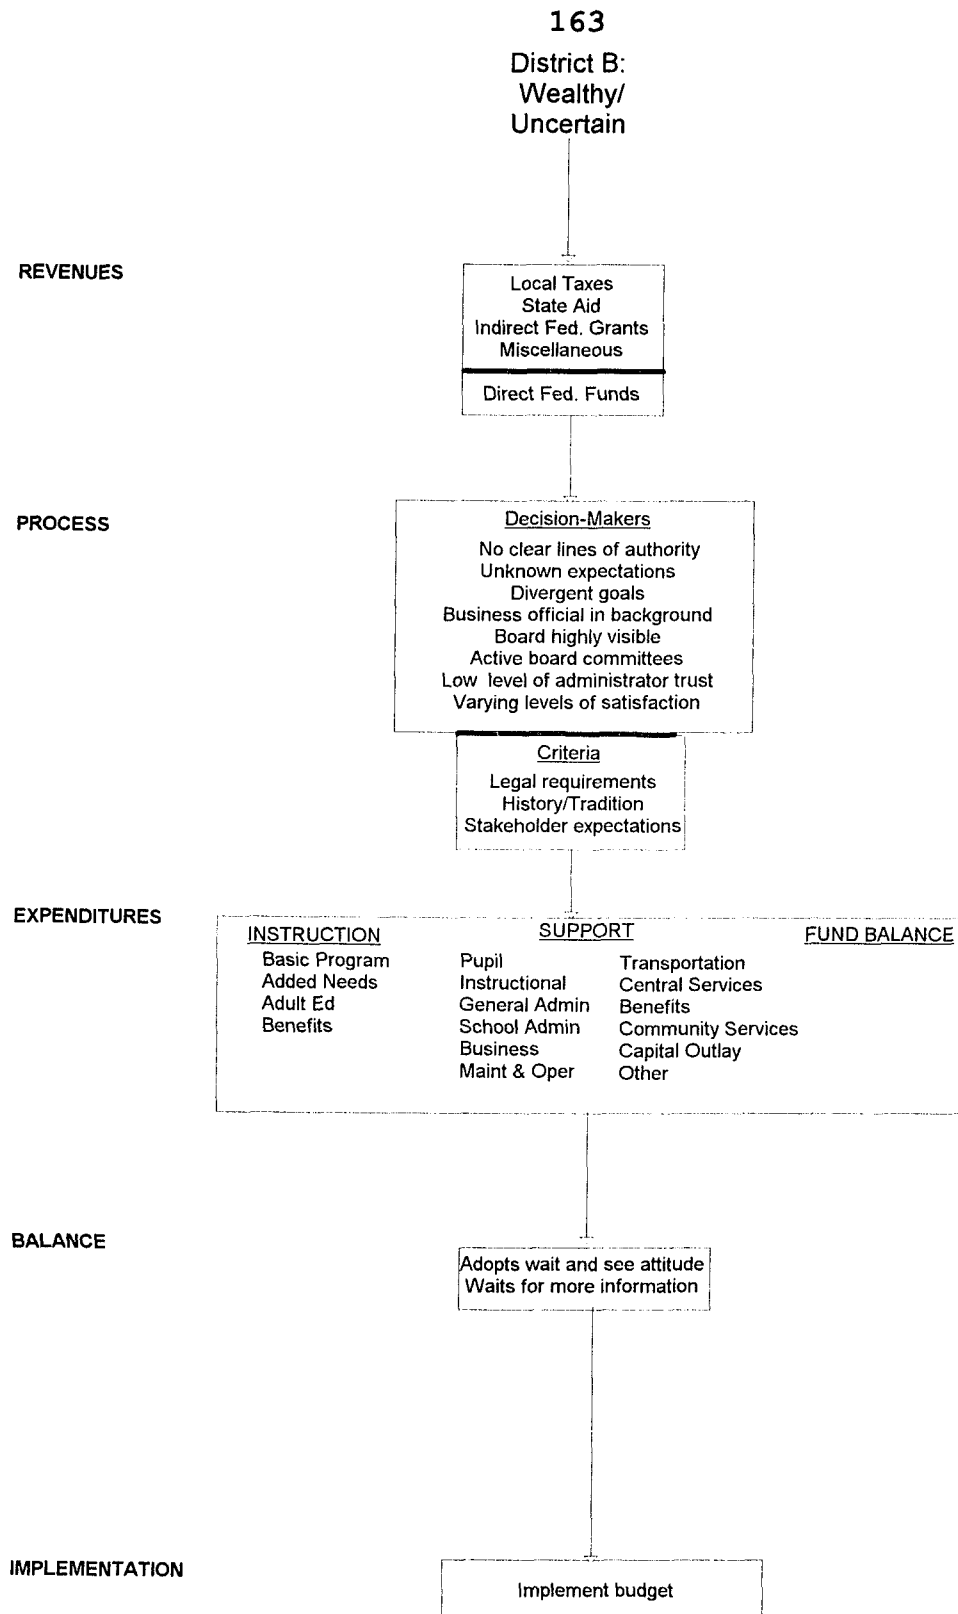 163
District B:
Wealthy/
Uncertain
REVENUES
Local Taxes
State Aid
Indirect Fed. Grants
Miscellaneous
Direct Fed. Funds
PROCESS
Decision-Makers
No clear lines of authority
Unknown expectations
Divergent goals
Business official in background
Board highly visible
Active board committees
Low level of administrator trust
Varying levels of satisfaction
Criteria
Legal requirements
History/Tradition
Stakeholder expectations
EXPENDITURES
INSTRUCTION
Basic Program
Added Needs
Adult Ed
Benefits
SUPPORT
Pupil
Instructional
General Admin
School Admin
Business
Maint & Oper
Transportation
Central Services
Benefits
Community Services
Capital Outlay
Other
FUND BALANCE
BALANCE
Adopts wait and see attitude
Waits for more information
IMPLEMENTATION
Implement budget